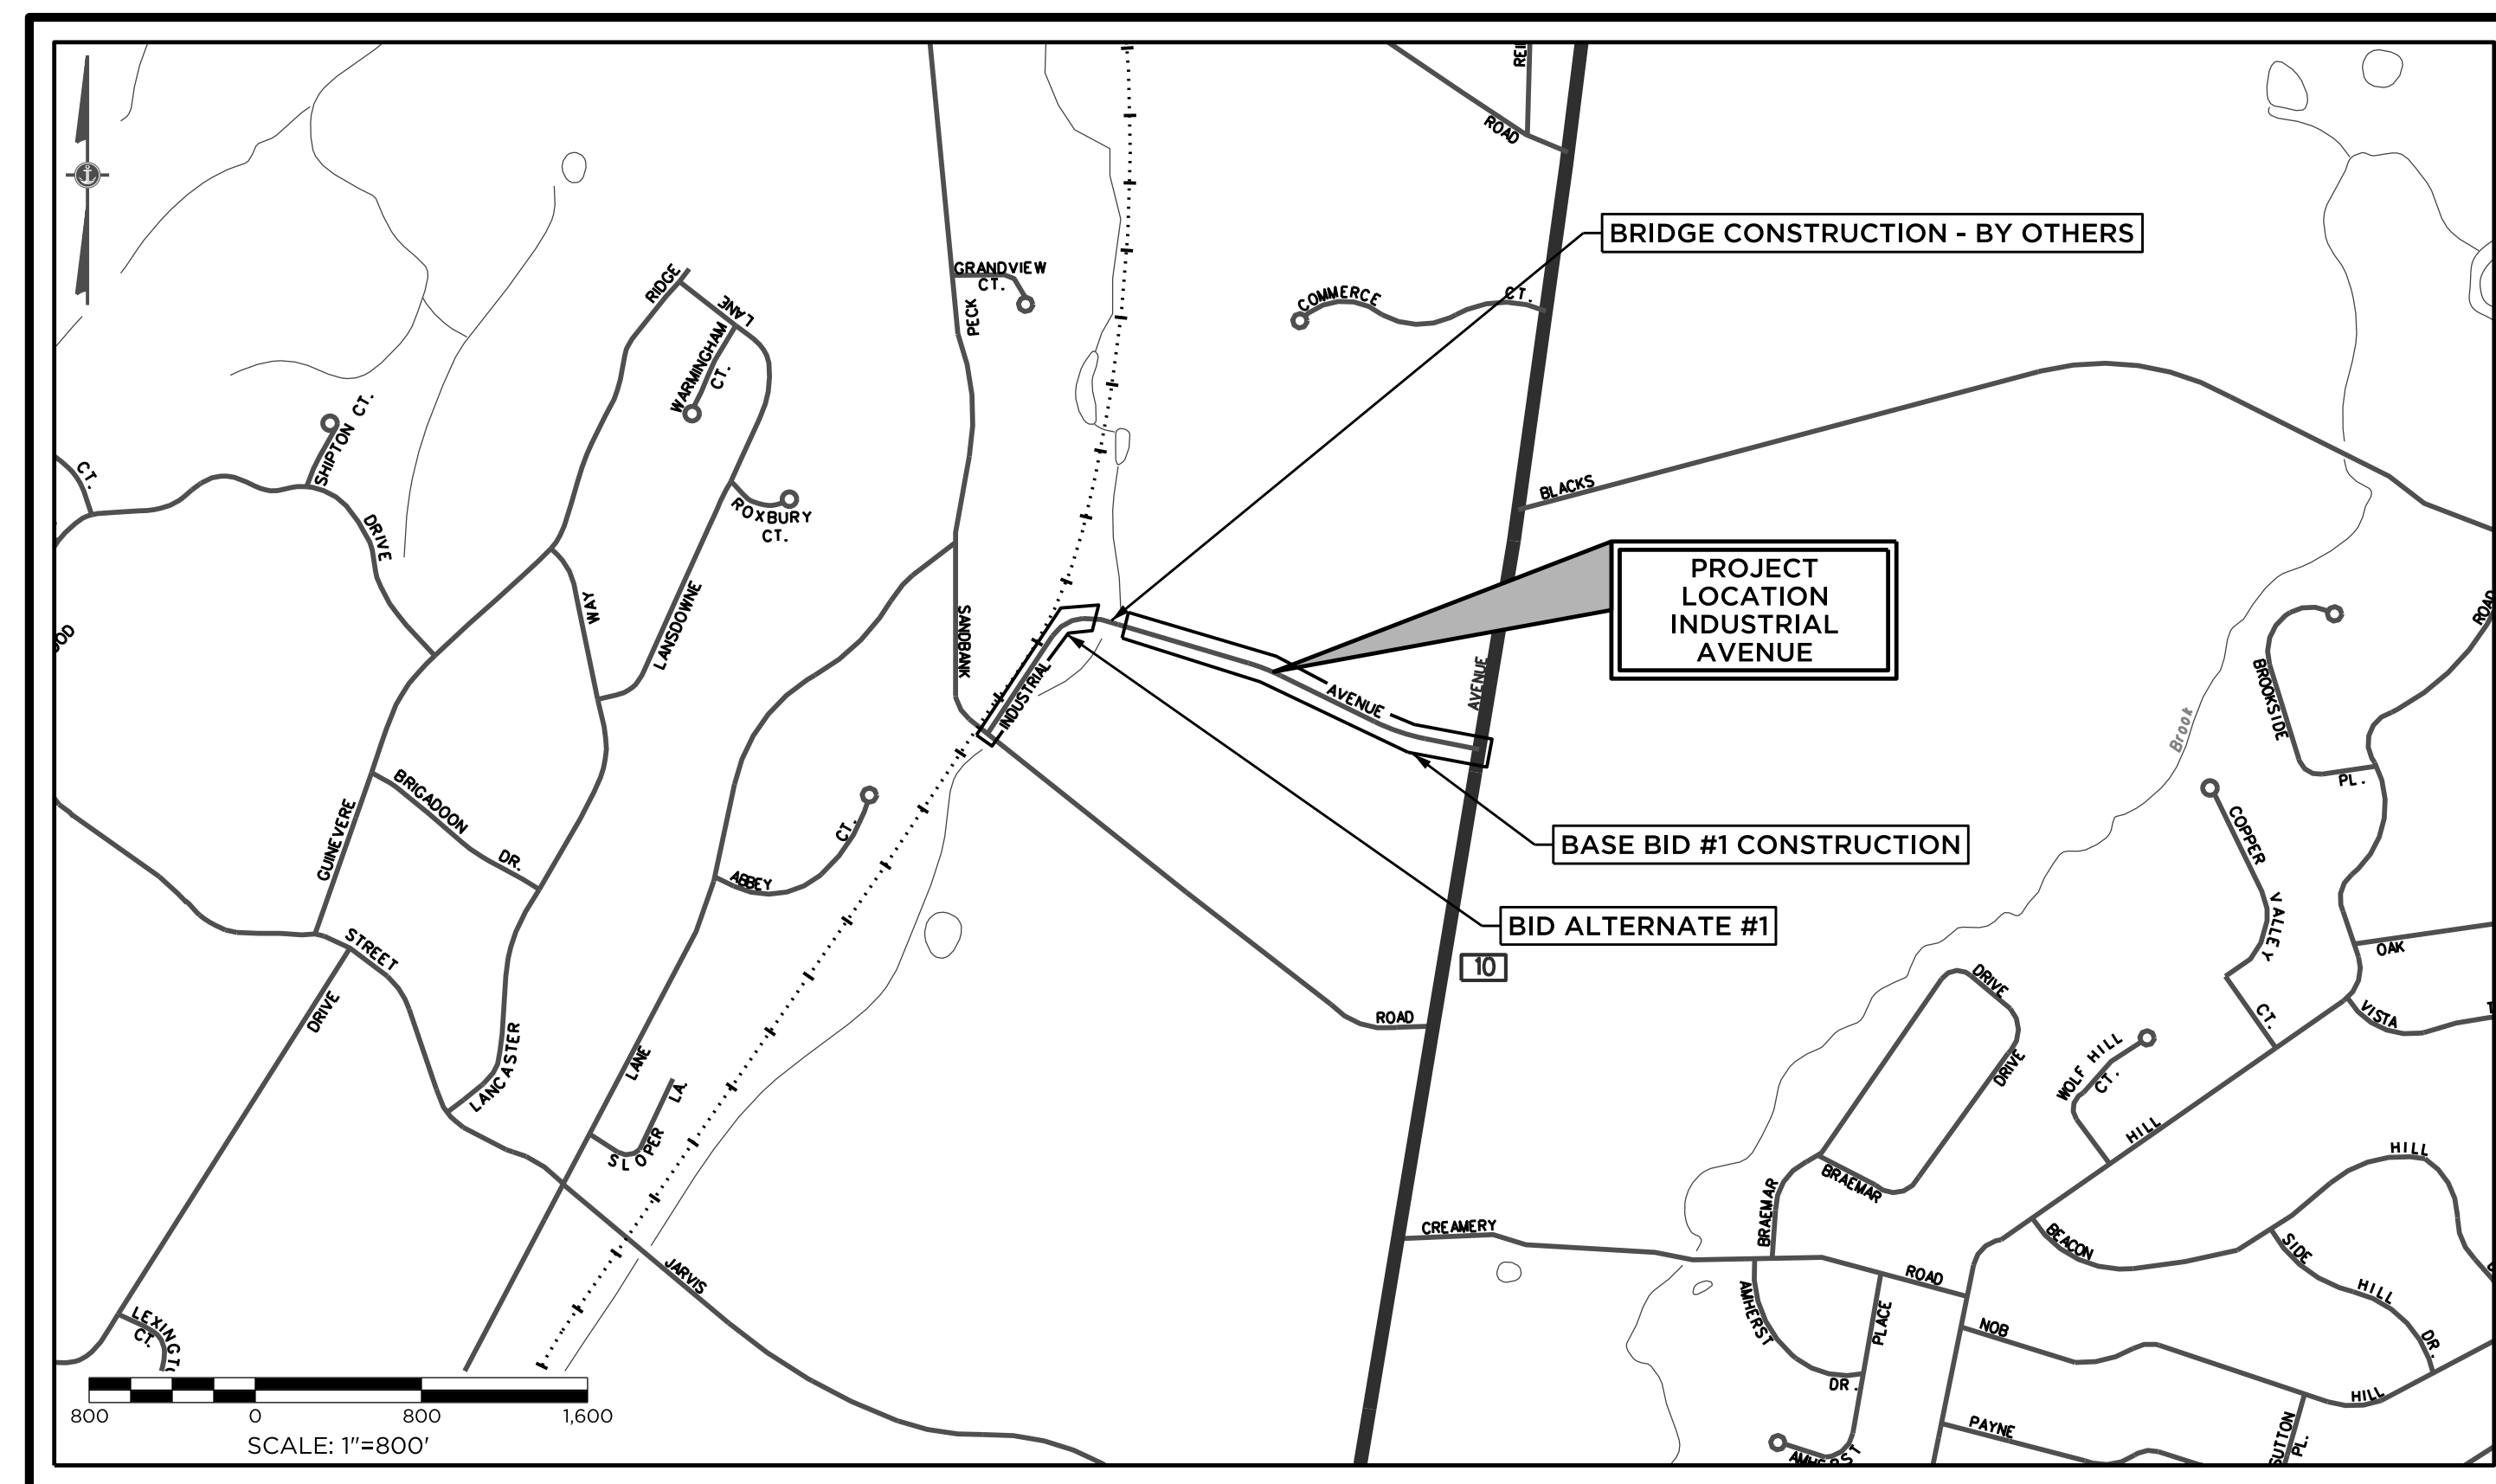 REI
ROAD
BRIDGE CONSTRUCTION - BY OTHERS
GRANDVIEW
CT.
PECK
COMMERCE
CT.
RIDGE
LANE
WARMINGHAM
CT.
SHIPTON CT.
CT.
DRIVE
ROXBURY
CT.
BLACKS
WAY
LANSDOWNE
SANDBANK
PROJECT
LOCATION
INDUSTRIAL
AVENUE
INDUSTRIAL
AVENUE
AVENUE
ROAD
BROOKSIDE
PL.
Brook
GUINEVERE
BRIGADOON
DR.
ABBEY
CT.
BASE BID #1 CONSTRUCTION
COPPER
VALLEY
CT.
BID ALTERNATE #1
10
OAK
VISTA
STREET
DRIVE
LANCASTER
LANE
SLOPER
LA.
ROAD
DRIVE
DRIVE
WOLF HILL
CT.
HILL
BRAEMAR
BRAEMAR
CREAMERY
ROAD
BEACON
HILL
SIDE
HILL
DR.
JARVIS
AMHERST
DR.
PLACE
NOB
HILL
PAYNE
SUTTON
PL.
AMHERST
LEXINGTO
CT.
800 0 800 1,600
SCALE: 1"=800'